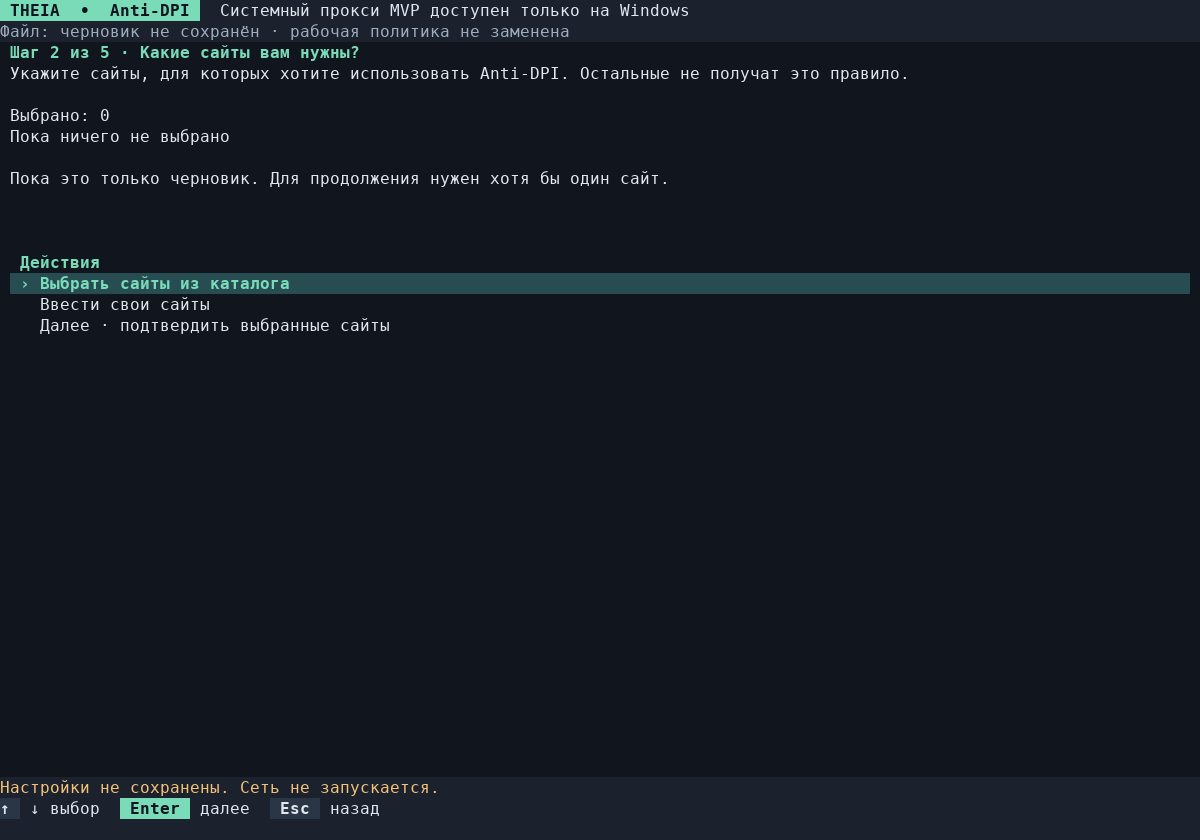 THEIA • Anti-DPI Системный прокси MVP доступен только на Windows
Файл: черновик не сохранён · рабочая политика не заменена
Шаг 2 из 5 · Какие сайты вам нужны?
Укажите сайты, для которых хотите использовать Anti-DPI. Остальные не получат это правило.
Выбрано: 0
Пока ничего не выбрано
Пока это только черновик. Для продолжения нужен хотя бы один сайт.
Действия
› Выбрать сайты из каталога
Ввести свои сайты
Далее · подтвердить выбранные сайты
Настройки не сохранены. Сеть не запускается.
↑ ↓ выбор Enter далее Esc назад